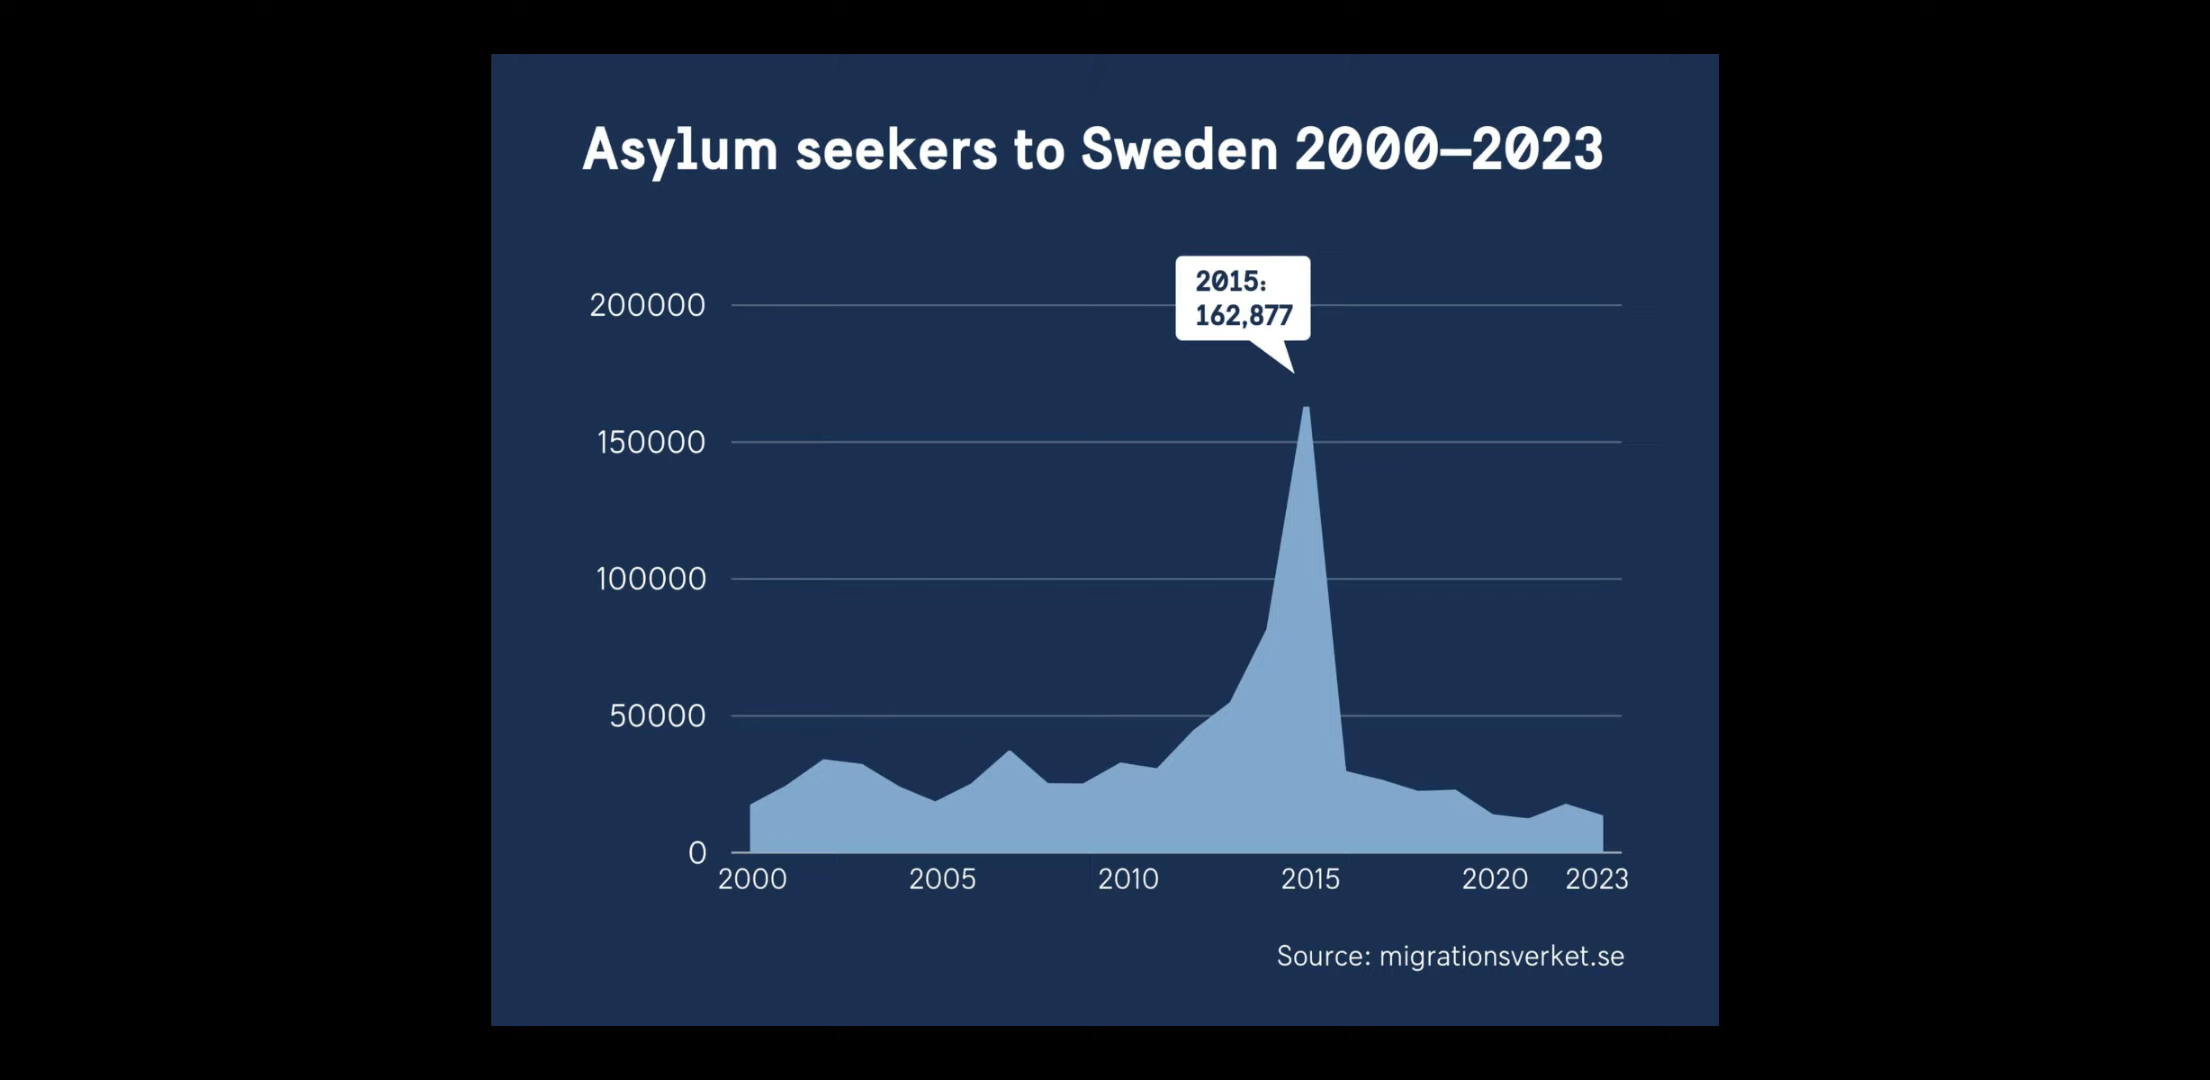 Asylum seekers to Sweden 2000–2023
2015:
162,877
200000
150000
100000
50000
0
2000 2005 2010 2015 2020 2023
Source: migrationsverket.se